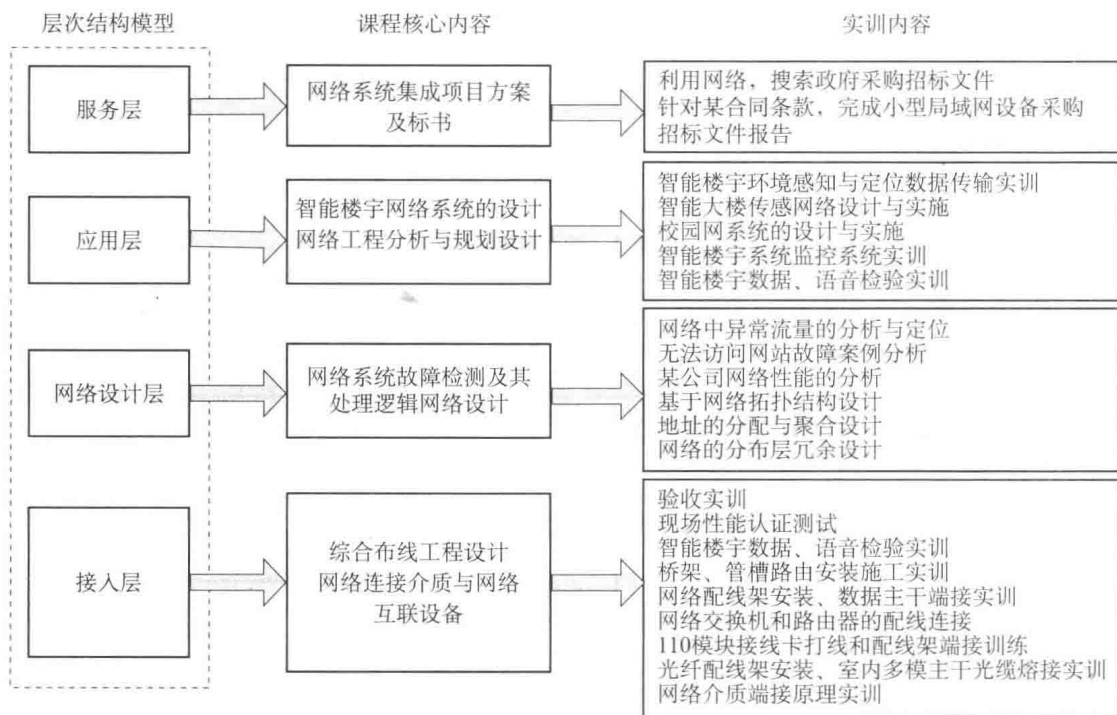 层次结构模型
课程核心内容
实训内容
服务层
网络系统集成项目方案
及标书
利用网络，搜索政府采购招标文件
针对某合同条款，完成小型局域网设备采购
招标文件报告
应用层
智能楼宇网络系统的设计
网络工程分析与规划设计
智能楼宇环境感知与定位数据传输实训
智能大楼传感网络设计与实施
校园网系统的设计与实施
智能楼宇系统监控系统实训
智能楼宇数据、语音检验实训
网络设计层
网络系统故障检测及其
处理逻辑网络设计
网络中异常流量的分析与定位
无法访问网站故障案例分析
某公司网络性能的分析
基于网络拓扑结构设计
地址的分配与聚合设计
网络的分布层冗余设计
接入层
综合布线工程设计
网络连接介质与网络
互联设备
验收实训
现场性能认证测试
智能楼宇数据、语音检验实训
桥架、管槽路由安装施工实训
网络配线架安装、数据主干端接实训
网络交换机和路由器的配线连接
110模块接线卡打线和配线架端接训练
光纤配线架安装、室内多模主干光缆熔接实训
网络介质端接原理实训